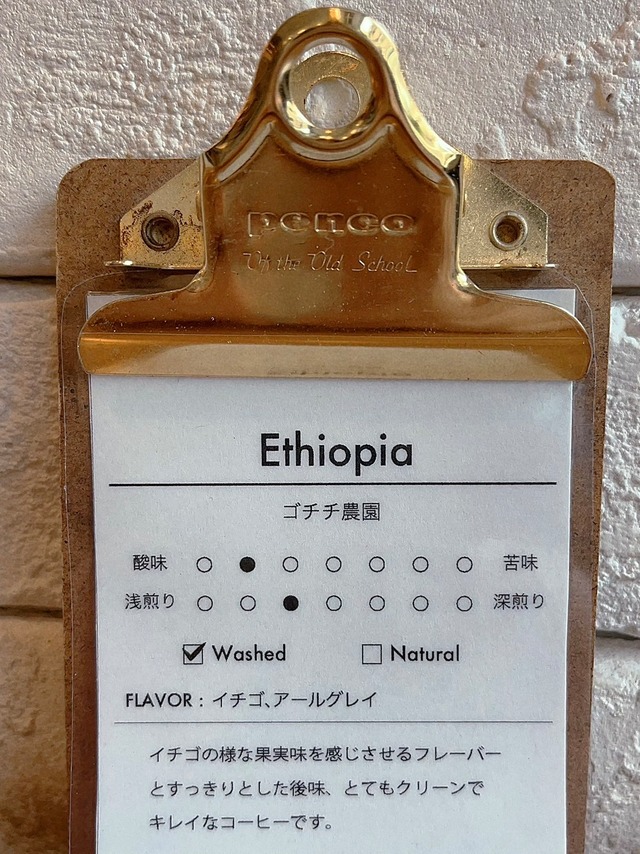 penco
Of the Old School
Ethiopia
ゴチチ農園
酸味 ○ ● ○ ○ ○ ○ ○ 苦味
浅煎り ○ ○ ● ○ ○ ○ ○ 深煎り
☑ Washed ☐ Natural
FLAVOR : イチゴ、アールグレイ
イチゴの様な果実味を感じさせるフレーバー
とすっきりとした後味、とてもクリーンで
キレイなコーヒーです。